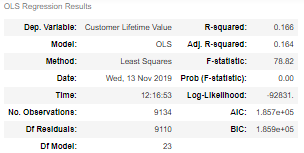 OLS Regression Results
Dep. Variable: Customer Lifetime Value R-squared: 0.166
Model: OLS Adj. R-squared: 0.164
Method: Least Squares F-statistic: 78.82
Date: Wed, 13 Nov 2019 Prob (F-statistic): 0.00
Time: 12:16:53 Log-Likelihood: -92831.
No. Observations: 9134 AIC: 1.857e+05
Df Residuals: 9110 BIC: 1.859e+05
Df Model: 23